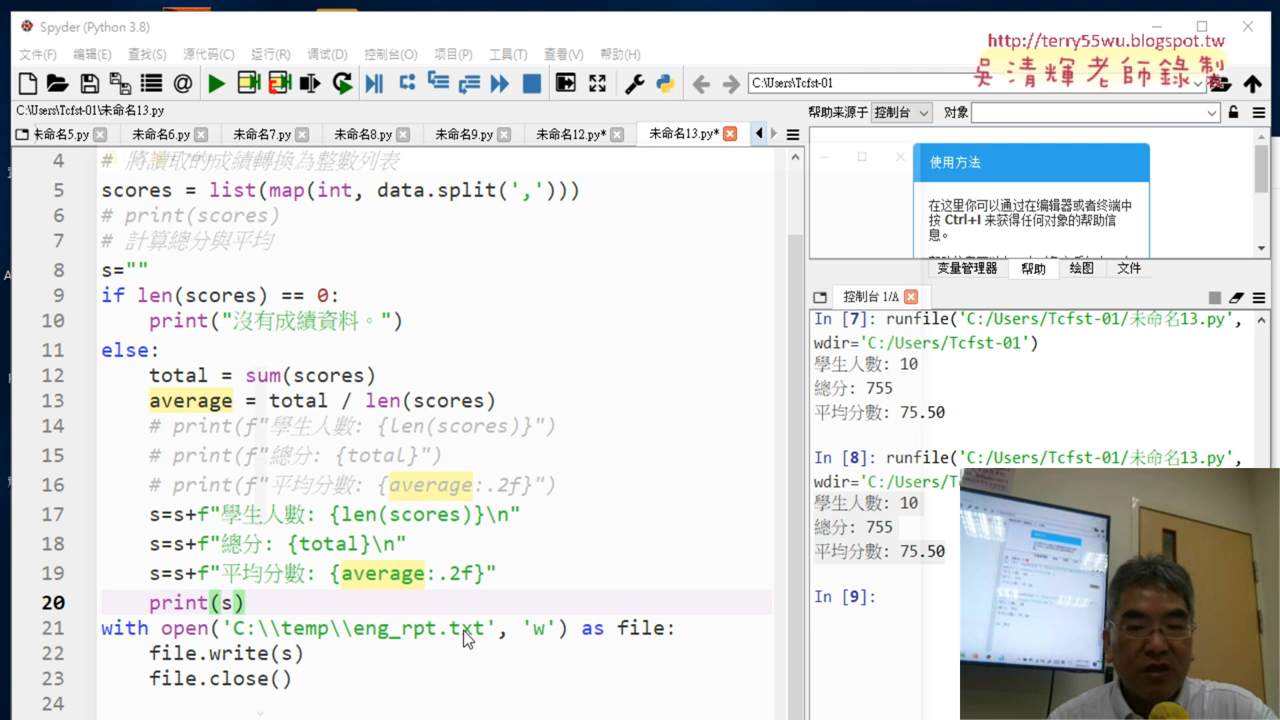 Spyder (Python 3.8)
http://terry55wu.blogspot.tw
吳清輝老師錄製
文件(F) 编辑(E) 查找(S) 源代码(C) 运行(R) 调试(D) 控制台(O) 项目(P) 工具(T) 查看(V) 帮助(H)
C:\Users\Tcfst-01
C:\Users\Tcfst-01\未命名13.py
帮助来源于 控制台 对象
未命名5.py 未命名6.py 未命名7.py 未命名8.py 未命名9.py 未命名12.py* 未命名13.py*
4 # 將讀取的成績轉換為整數列表
5 scores = list(map(int, data.split(',')))
6 # print(scores)
7 # 計算總分與平均
8 s=""
9 if len(scores) == 0:
10 print("沒有成績資料。")
11 else:
12 total = sum(scores)
13 average = total / len(scores)
14 # print(f"學生人數: {len(scores)}")
15 # print(f"總分: {total}")
16 # print(f"平均分數: {average:.2f}")
17 s=s+f"學生人數: {len(scores)}\n"
18 s=s+f"總分: {total}\n"
19 s=s+f"平均分數: {average:.2f}"
20 print(s)
21 with open('C:\\temp\\eng_rpt.txt', 'w') as file:
22 file.write(s)
23 file.close()
24
使用方法
在这里你可以通过在编辑器或者终端中
按 Ctrl+I 来获得任何对象的帮助信
息。
变量管理器 帮助 绘图 文件
控制台 1/A
In [7]: runfile('C:/Users/Tcfst-01/未命名13.py',
wdir='C:/Users/Tcfst-01')
學生人數: 10
總分: 755
平均分數: 75.50
In [8]: runfile('C:/Users/Tcfst-01/未命名13.py',
wdir='C:/Users/T
學生人數: 10
總分: 755
平均分數: 75.50
In [9]: